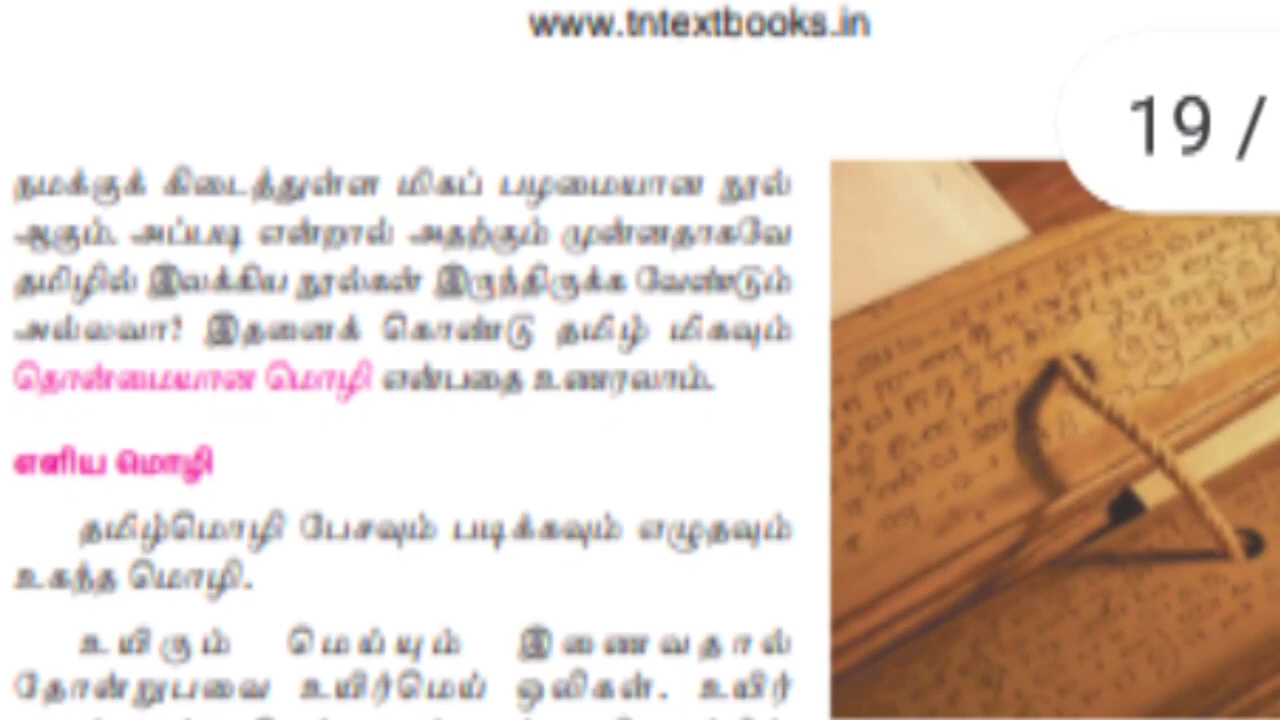 www.tntextbooks.in
19 /
நமக்குக் கிடைத்துள்ள மிகப் பழமையான நூல்
ஆகும். அப்படி என்றால் அதற்கும் முன்னதாகவே
தமிழில் இலக்கிய நூல்கள் இருந்திருக்க வேண்டும்
அல்லவா? இதனைக் கொண்டு தமிழ் மிகவும்
தொன்மையான மொழி என்பதை உணரலாம்.
எளிய மொழி
தமிழ்மொழி பேசவும் படிக்கவும் எழுதவும்
உகந்த மொழி.
உயிரும் மெய்யும் இணைவதால்
தோன்றுபவை உயிர்மெய் ஒலிகள். உயிர்